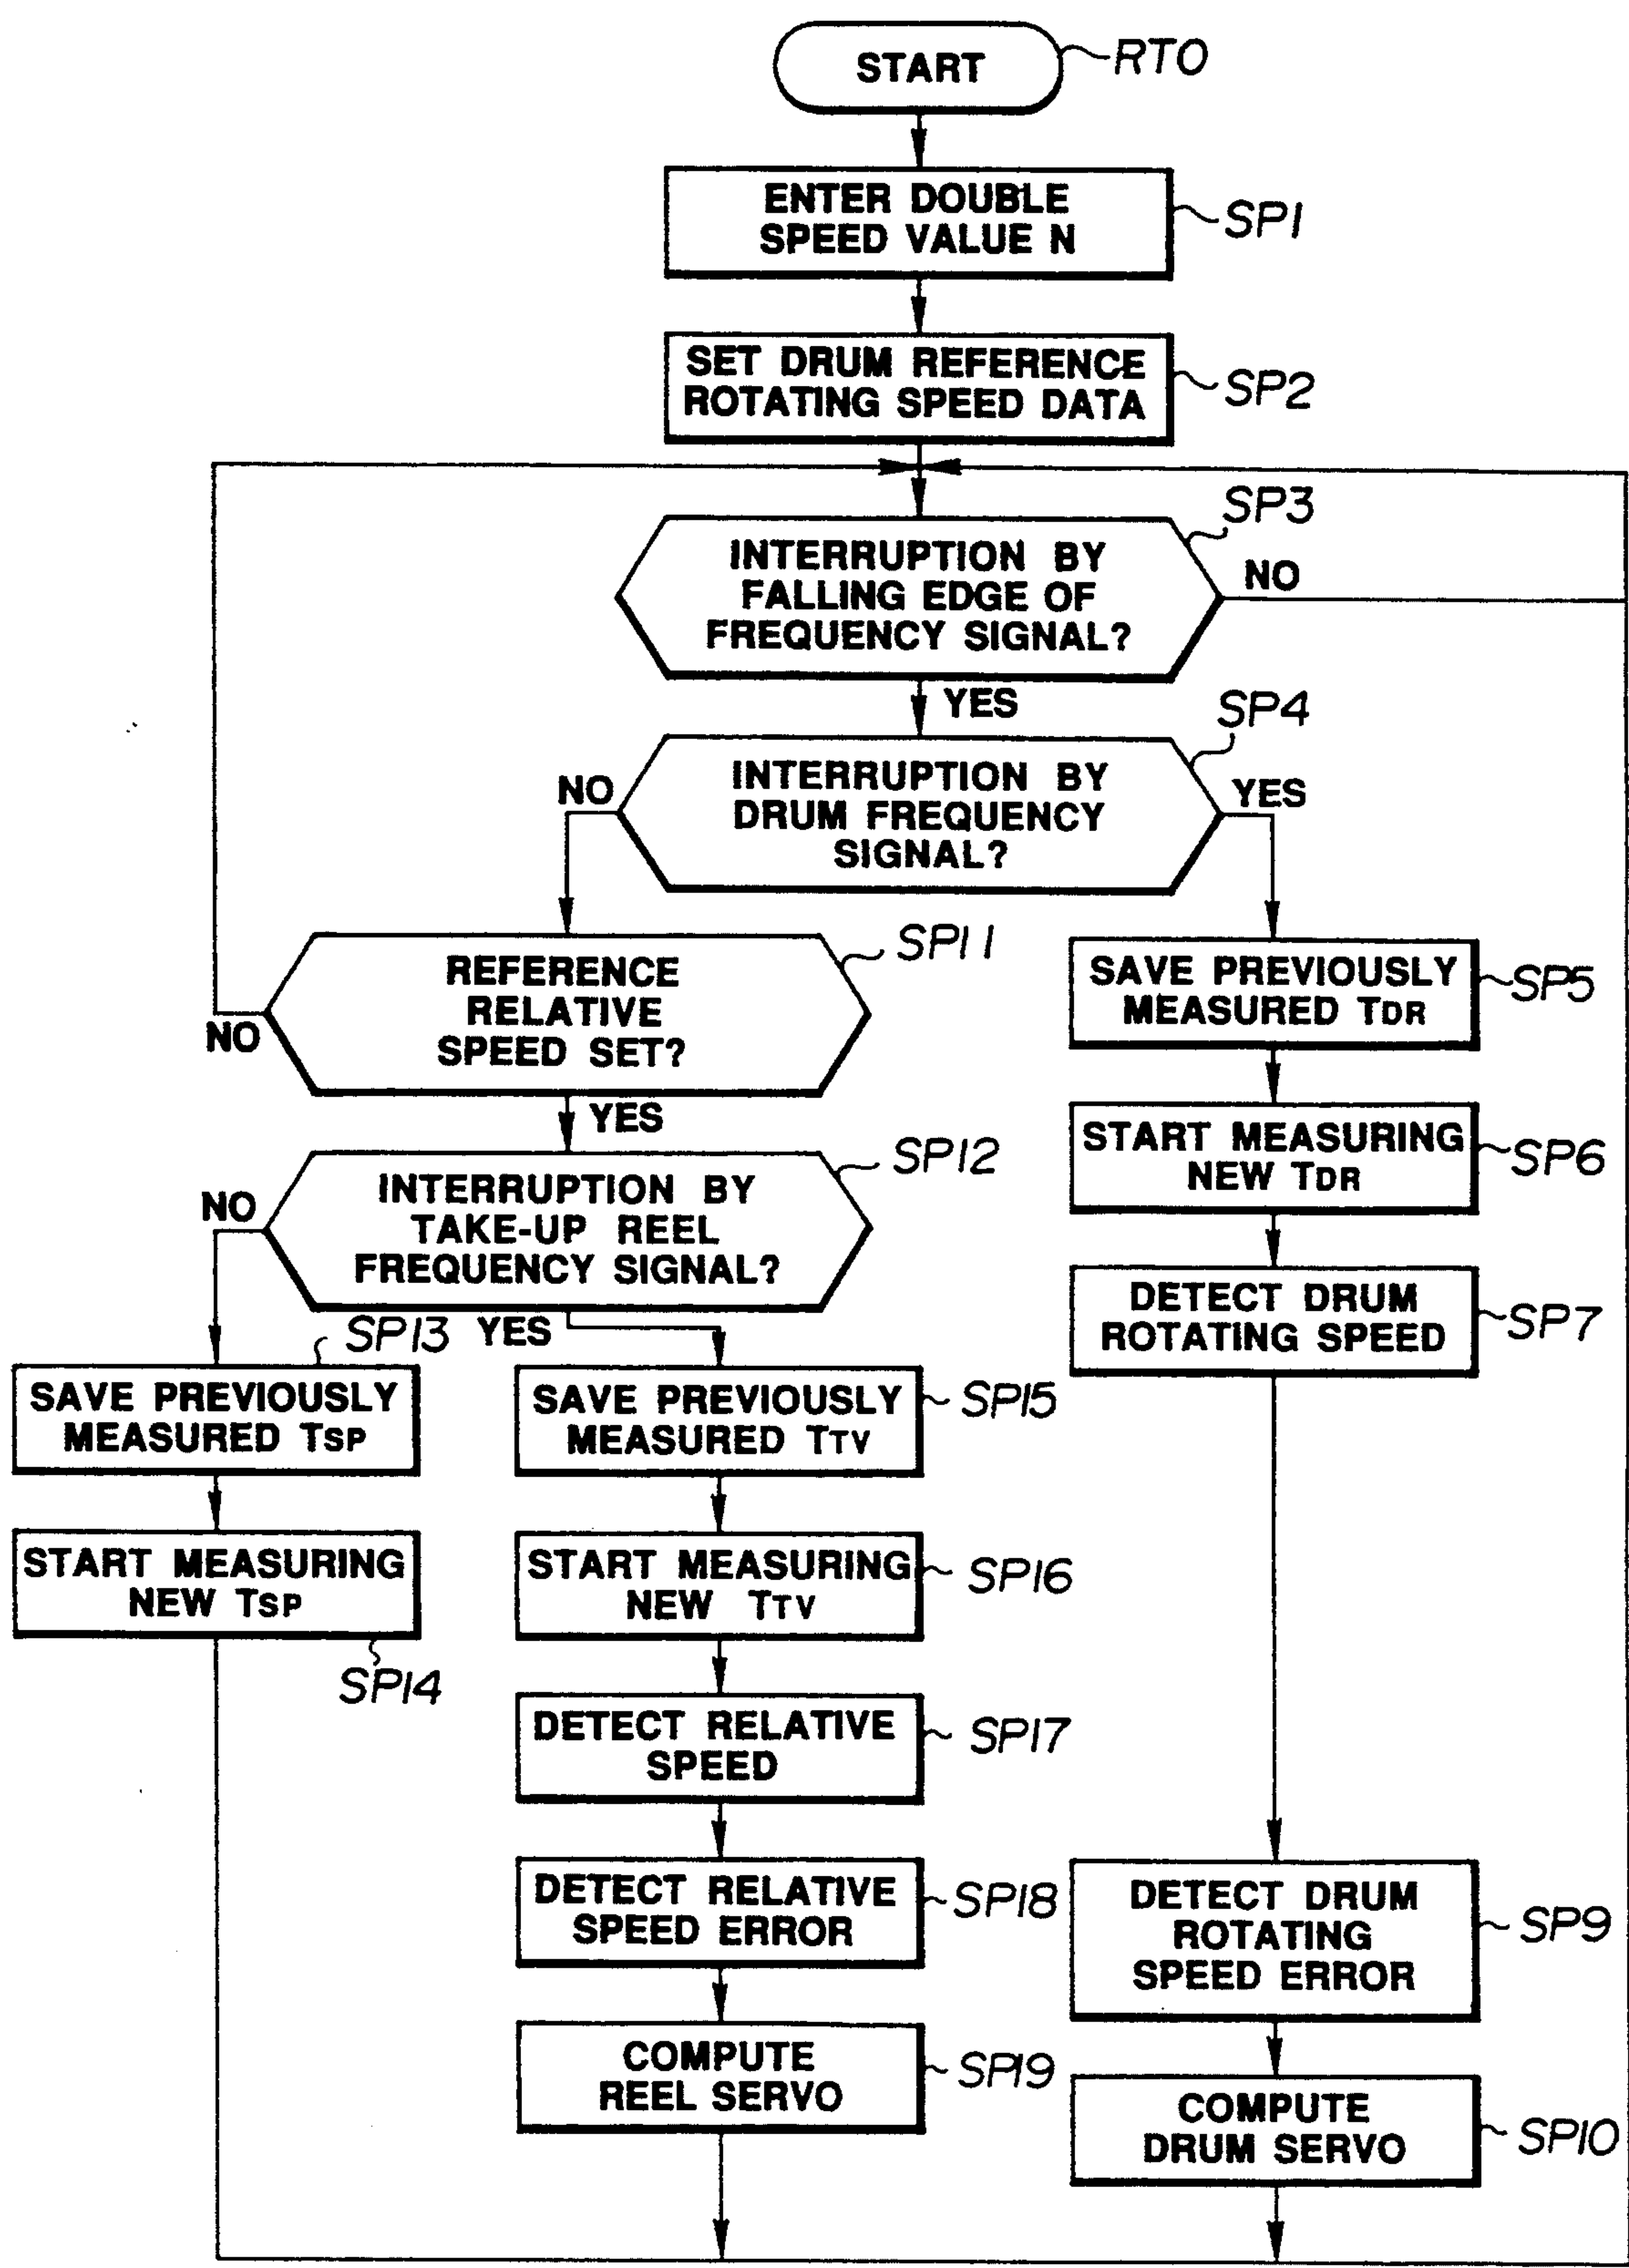 START
RT0
ENTER DOUBLE
SPEED VALUE N
SP1
SET DRUM REFERENCE
ROTATING SPEED DATA
SP2
SP3
INTERRUPTION BY
FALLING EDGE OF
FREQUENCY SIGNAL?
NO
YES
SP4
INTERRUPTION BY
DRUM FREQUENCY
SIGNAL?
NO
YES
SP11
REFERENCE
RELATIVE
SPEED SET?
NO
YES
SAVE PREVIOUSLY
MEASURED TDR
SP5
START MEASURING
NEW TDR
SP6
SP12
INTERRUPTION BY
TAKE-UP REEL
FREQUENCY SIGNAL?
NO
YES
DETECT DRUM
ROTATING SPEED
SP7
SP13
SAVE PREVIOUSLY
MEASURED TSP
SAVE PREVIOUSLY
MEASURED TTV
SP15
START MEASURING
NEW TSP
SP14
START MEASURING
NEW TTV
SP16
DETECT RELATIVE
SPEED
SP17
DETECT RELATIVE
SPEED ERROR
SP18
DETECT DRUM
ROTATING
SPEED ERROR
SP9
COMPUTE
REEL SERVO
SP19
COMPUTE
DRUM SERVO
SP10